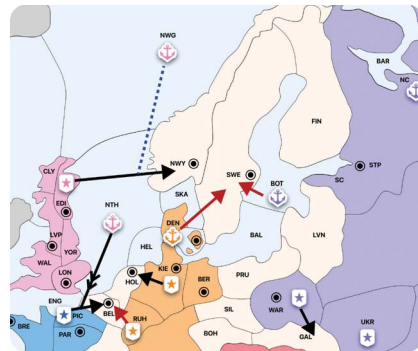 NWG
BAR
NC
FIN
CLY
NWY
SWE
STP
EDI
SC
BOT
SKA
NTH
DEN
LVP
YOR
HEL
BAL
LVN
WAL
KIE
LON
HOL
BER
PRU
ENG
PIC
BEL
RUH
SIL
WAR
UKR
BRE
PAR
BOH
GAL